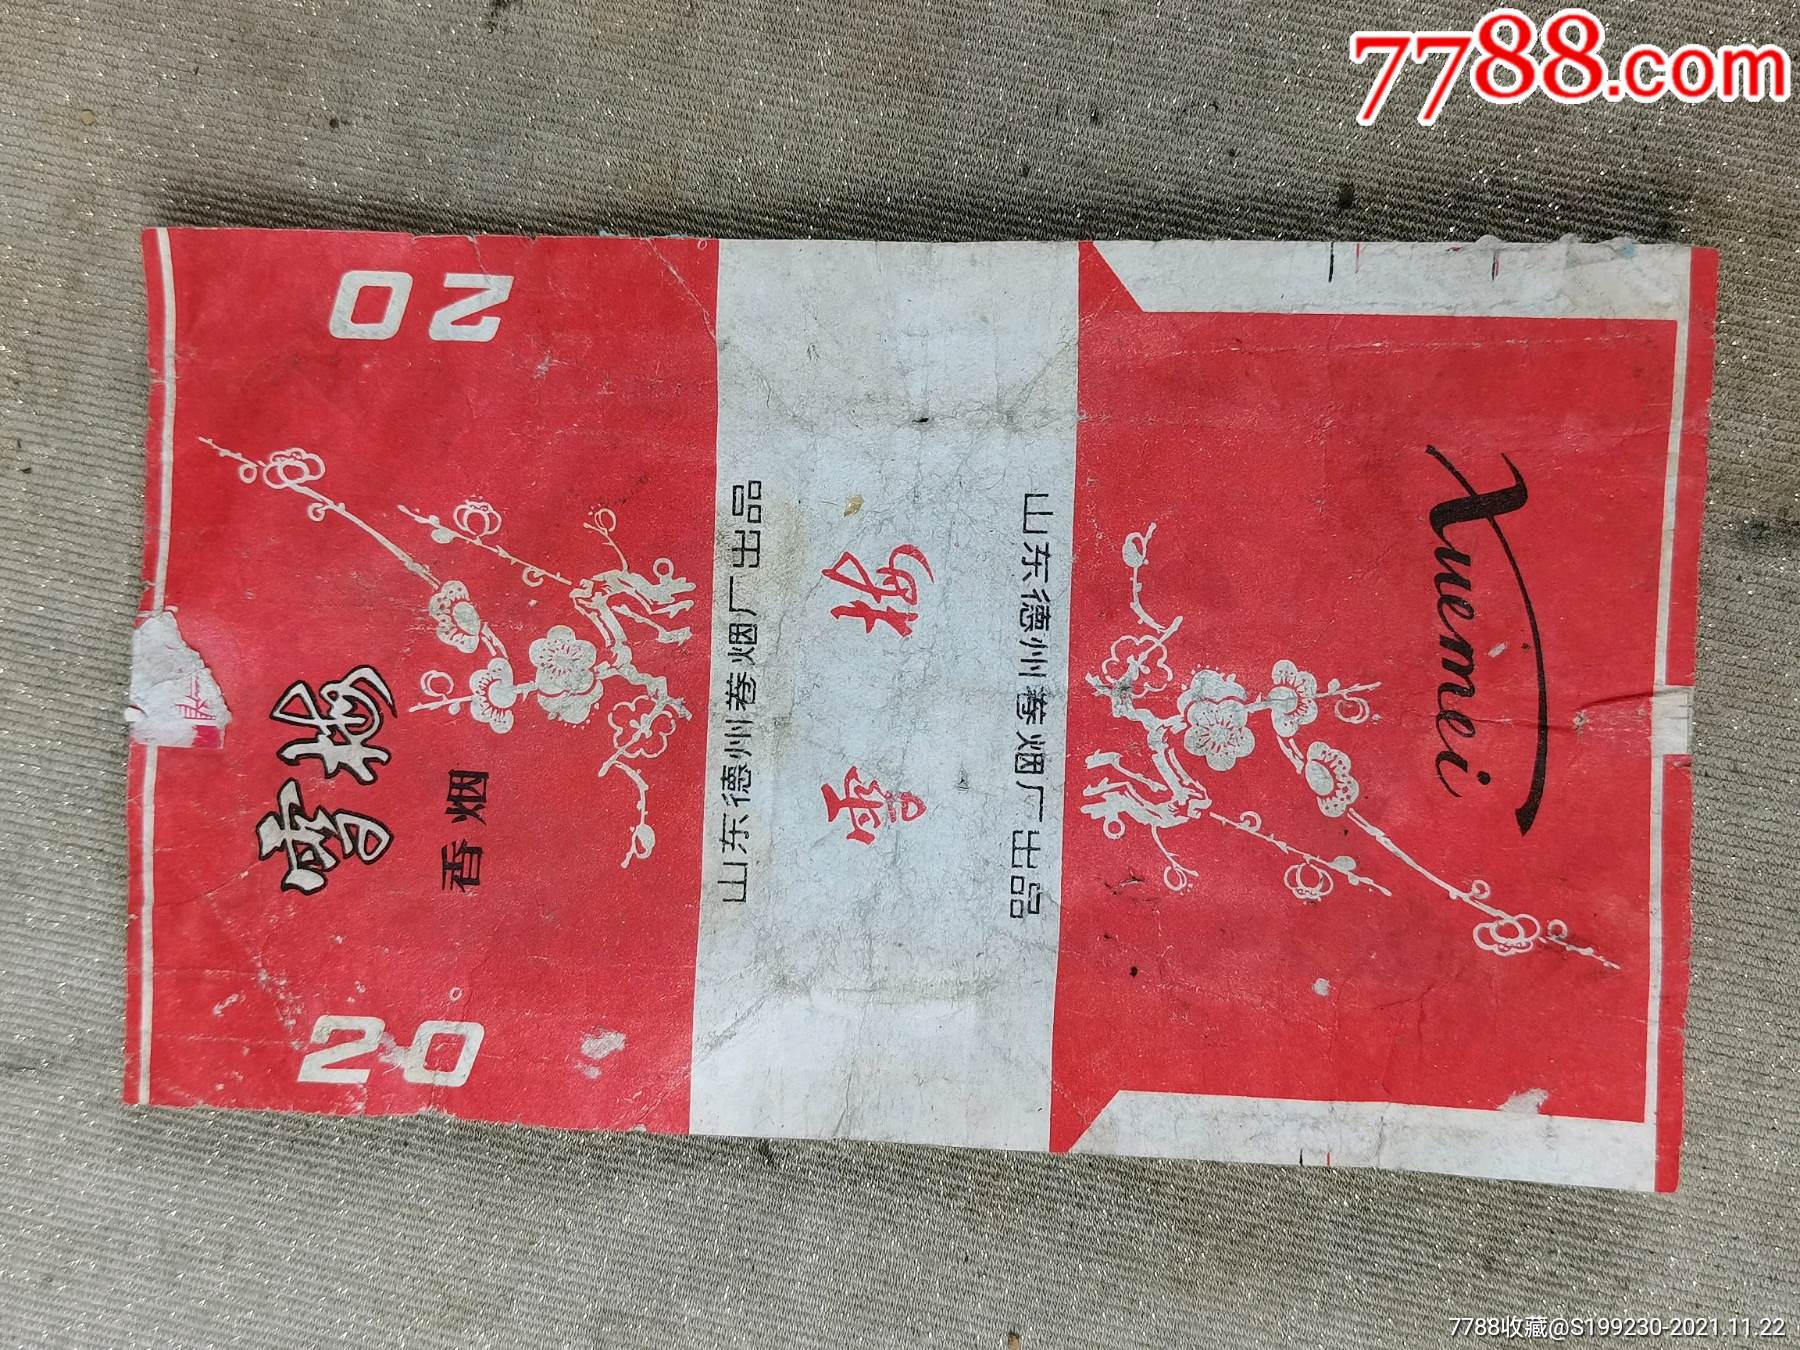 7788.com
20
雪梅
香烟
20
山东德州卷烟厂出品
雪梅
山东德州卷烟厂出品
Xuemei
7788收藏@S199230-2021.11.22